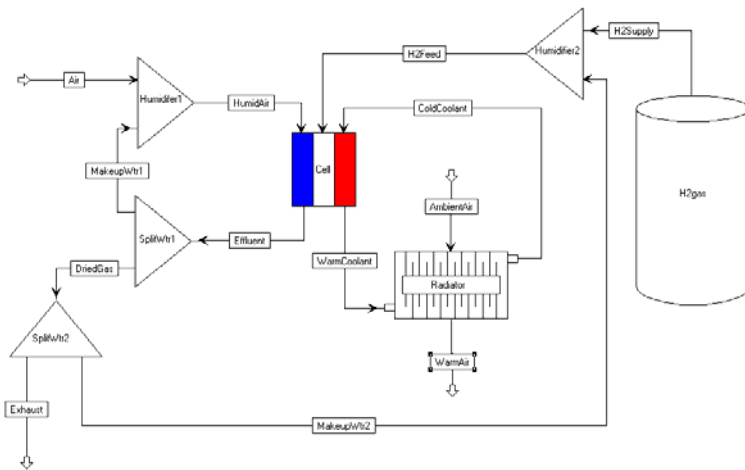 H2Supply
H2Feed
Humidifier2
Air
Humidifer1
HumidAir
ColdCoolant
MakeupWtr1
Cell
H2gas
AmbientAir
SplitWtr1
Effluent
WarmCoolant
DriedGas
Radiator
SplitWtr2
WarmAir
Exhaust
MakeupWtr2